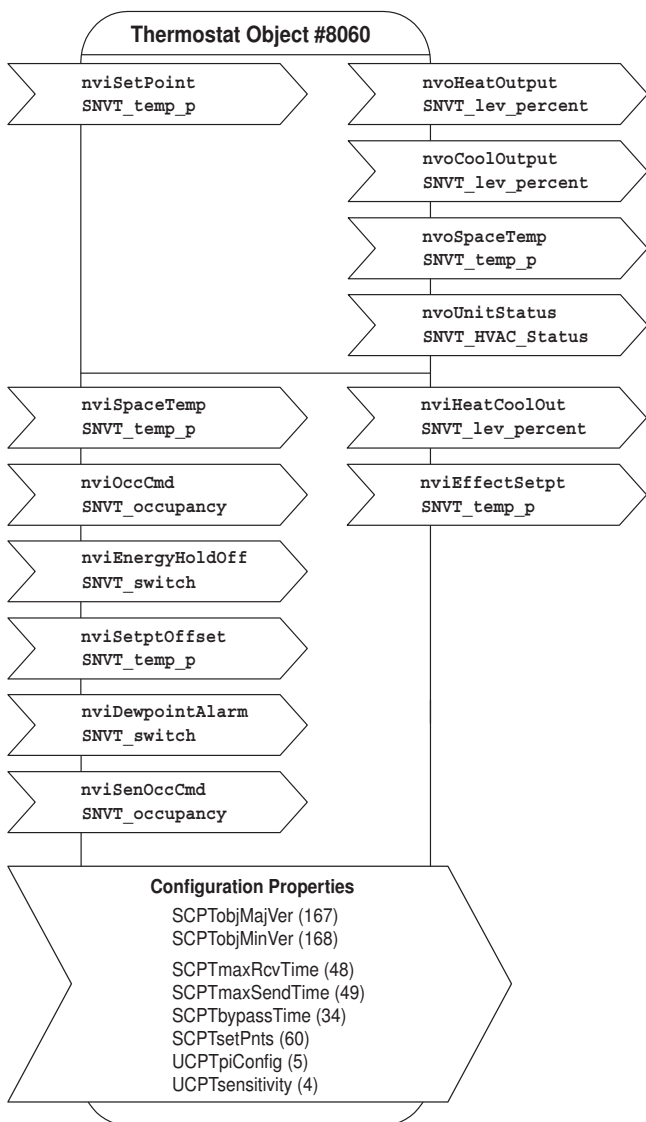 Thermostat Object #8060
nviSetPoint
SNVT_temp_p
nvoHeatOutput
SNVT_lev_percent
nvoCoolOutput
SNVT_lev_percent
nvoSpaceTemp
SNVT_temp_p
nvoUnitStatus
SNVT_HVAC_Status
nviSpaceTemp
SNVT_temp_p
nviHeatCoolOut
SNVT_lev_percent
nviOccCmd
SNVT_occupancy
nviEffectSetpt
SNVT_temp_p
nviEnergyHoldOff
SNVT_switch
nviSetptOffset
SNVT_temp_p
nviDewpointAlarm
SNVT_switch
nviSenOccCmd
SNVT_occupancy
Configuration Properties
SCPTobjMajVer (167)
SCPTobjMinVer (168)
SCPTmaxRcvTime (48)
SCPTmaxSendTime (49)
SCPTbypassTime (34)
SCPTsetPnts (60)
UCPTpiConfig (5)
UCPTsensitivity (4)